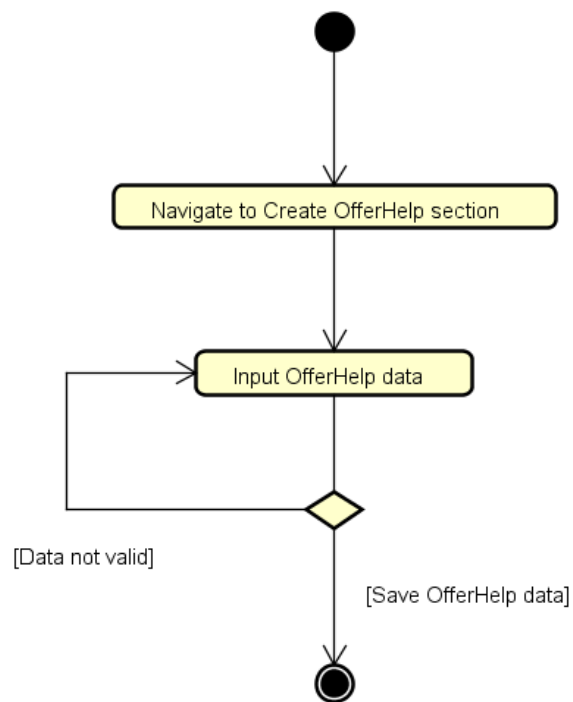 Navigate to Create OfferHelp section
Input OfferHelp data
[Data not valid]
[Save OfferHelp data]